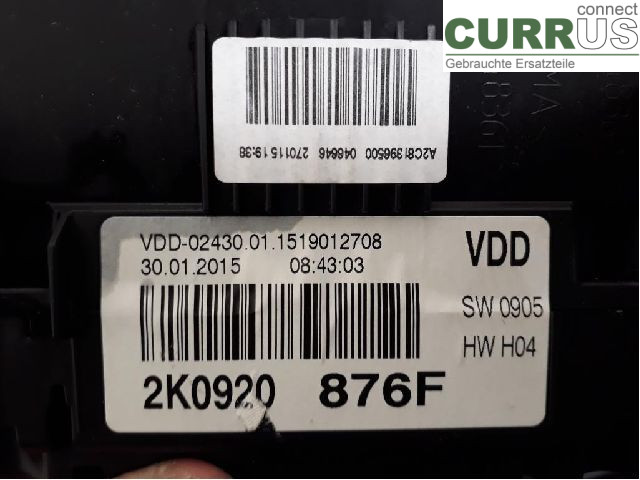 connect
CURRUS
Gebrauchte Ersatzteile
A2C81396500 046646 270115 19:38
VDD-02430.01.1519012708
30.01.2015 08:43:03
VDD
SW 0905
HW H04
2K0920 876F